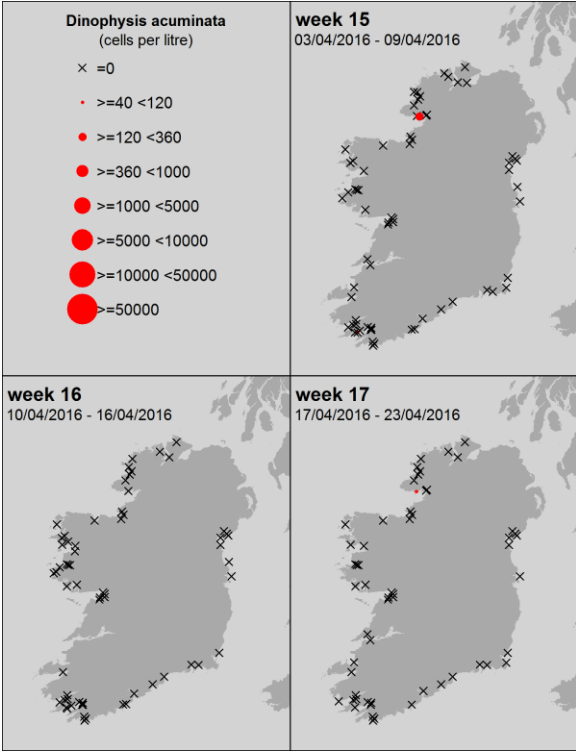 Dinophysis acuminata
(cells per litre)
=0
>=40 <120
>=120 <360
>=360 <1000
>=1000 <5000
>=5000 <10000
>=10000 <50000
>=50000
week 15
03/04/2016 - 09/04/2016
week 16
10/04/2016 - 16/04/2016
week 17
17/04/2016 - 23/04/2016